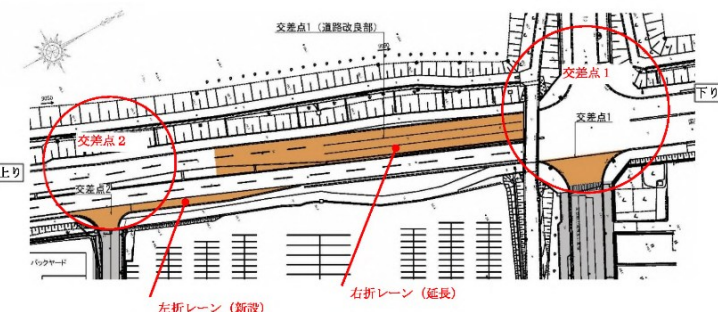 交差点1（道路改良部）
交差点 1
下り
交差点 2
交差点1
上り
交差点2
バックヤード
右折レーン（延長）
左折レーン（新設）